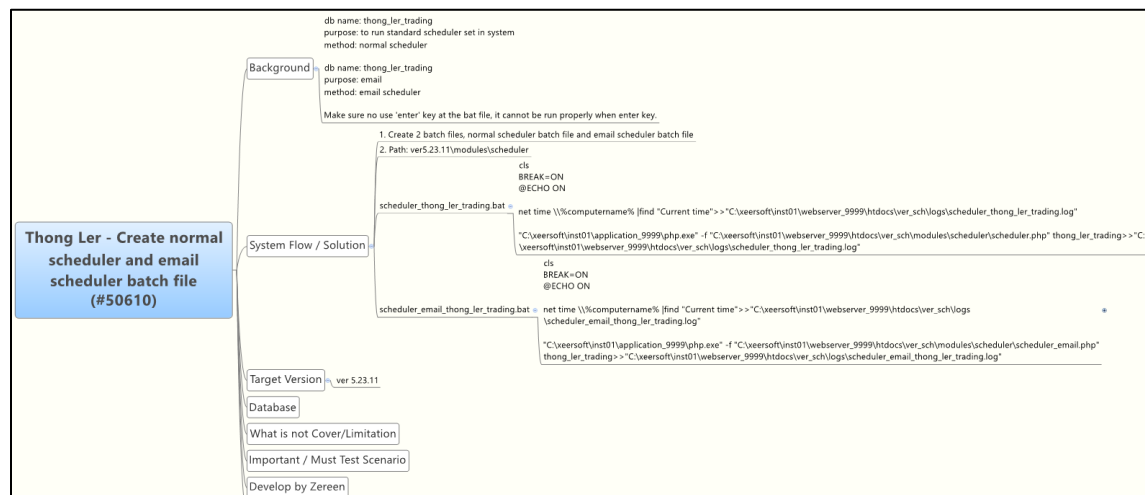 Thong Ler - Create normal
scheduler and email
scheduler batch file
(#50610)
Background
db name: thong_ler_trading
purpose: to run standard scheduler set in system
method: normal scheduler
db name: thong_ler_trading
purpose: email
method: email scheduler
Make sure no use 'enter' key at the bat file, it cannot be run properly when enter key.
System Flow / Solution
1. Create 2 batch files, normal scheduler batch file and email scheduler batch file
2. Path: ver5.23.11\modules\scheduler
scheduler_thong_ler_trading.bat
cls
BREAK=ON
@ECHO ON
net time \\%computername% |find "Current time">>"C:\xeersoft\inst01\webserver_9999\htdocs\ver_sch\logs\scheduler_thong_ler_trading.log"
"C:\xeersoft\inst01\application_9999\php.exe" -f "C:\xeersoft\inst01\webserver_9999\htdocs\ver_sch\modules\scheduler\scheduler.php" thong_ler_trading>>"C:
\xeersoft\inst01\webserver_9999\htdocs\ver_sch\logs\scheduler_thong_ler_trading.log"
scheduler_email_thong_ler_trading.bat
cls
BREAK=ON
@ECHO ON
net time \\%computername% |find "Current time">>"C:\xeersoft\inst01\webserver_9999\htdocs\ver_sch\logs
\scheduler_email_thong_ler_trading.log"
"C:\xeersoft\inst01\application_9999\php.exe" -f "C:\xeersoft\inst01\webserver_9999\htdocs\ver_sch\modules\scheduler\scheduler_email.php"
thong_ler_trading>>"C:\xeersoft\inst01\webserver_9999\htdocs\ver_sch\logs\scheduler_email_thong_ler_trading.log"
Target Version
ver 5.23.11
Database
What is not Cover/Limitation
Important / Must Test Scenario
Develop by Zereen